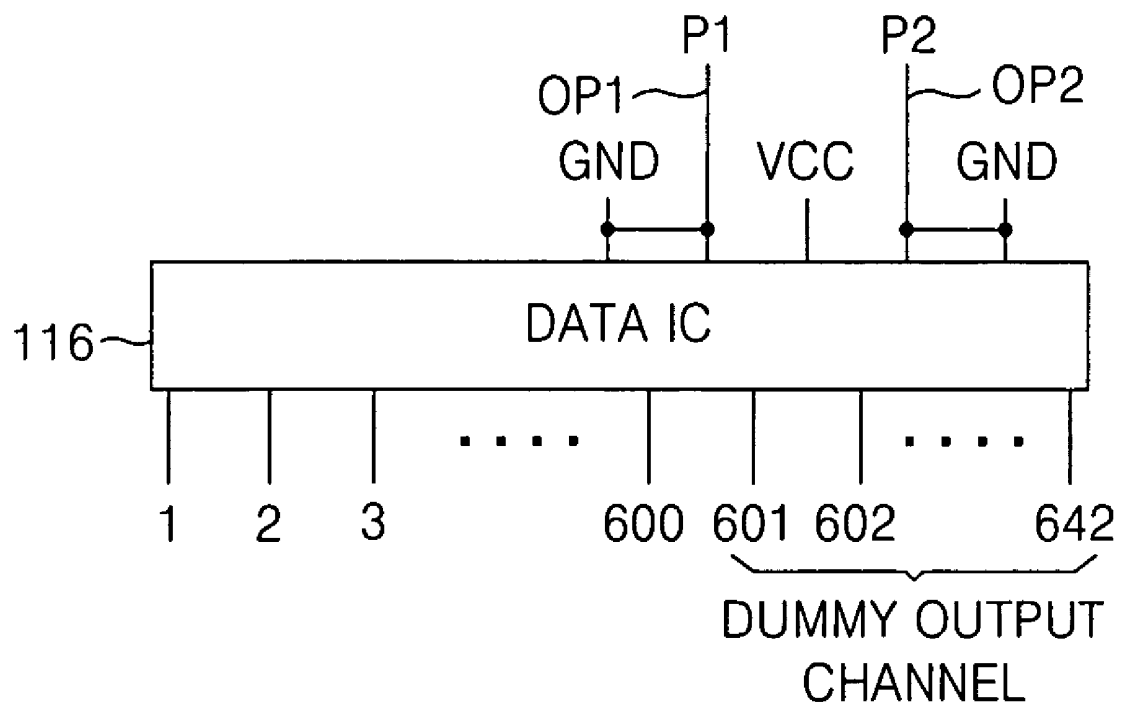 P1 P2
OP1 OP2
GND VCC GND
DATA IC
116
1 2 3 600 601 602 642
DUMMY OUTPUT
CHANNEL